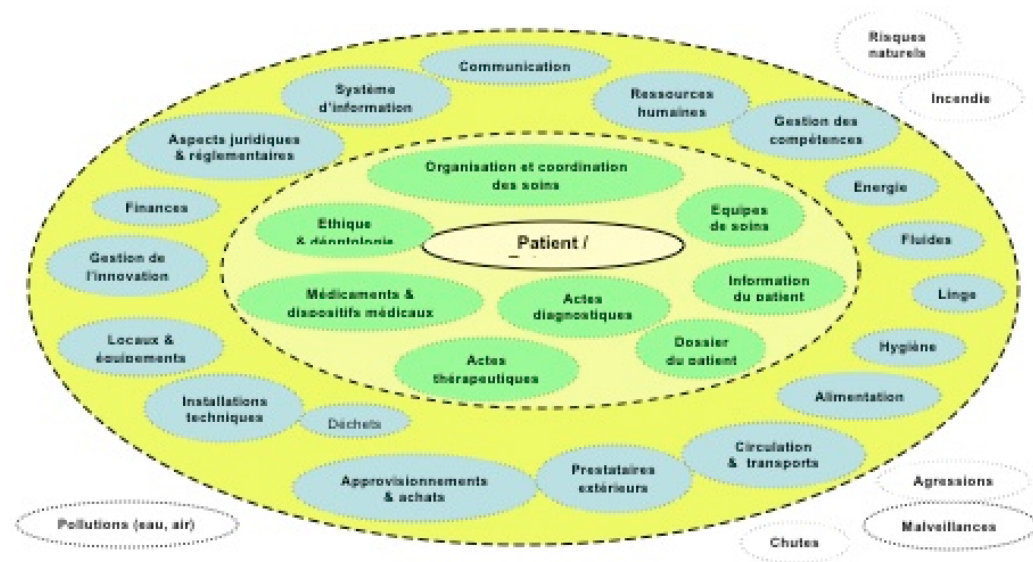 Risques
naturels
Incendie
Communication
Système
d'information
Ressources
humaines
Gestion des
compétences
Aspects juridiques
& réglementaires
Organisation et coordination
des soins
Energie
Finances
Ethique
& déontologie
Equipes
de soins
Patient /
Fluides
Gestion de
l'innovation
Information
du patient
Linge
Médicaments &
dispositifs médicaux
Actes
diagnostiques
Locaux &
équipements
Dossier
du patient
Hygiène
Actes
thérapeutiques
Alimentation
Installations
techniques
Déchets
Circulation
& transports
Approvisionnements
& achats
Prestataires
extérieurs
Agressions
Pollutions (eau, air)
Malveillances
Chutes